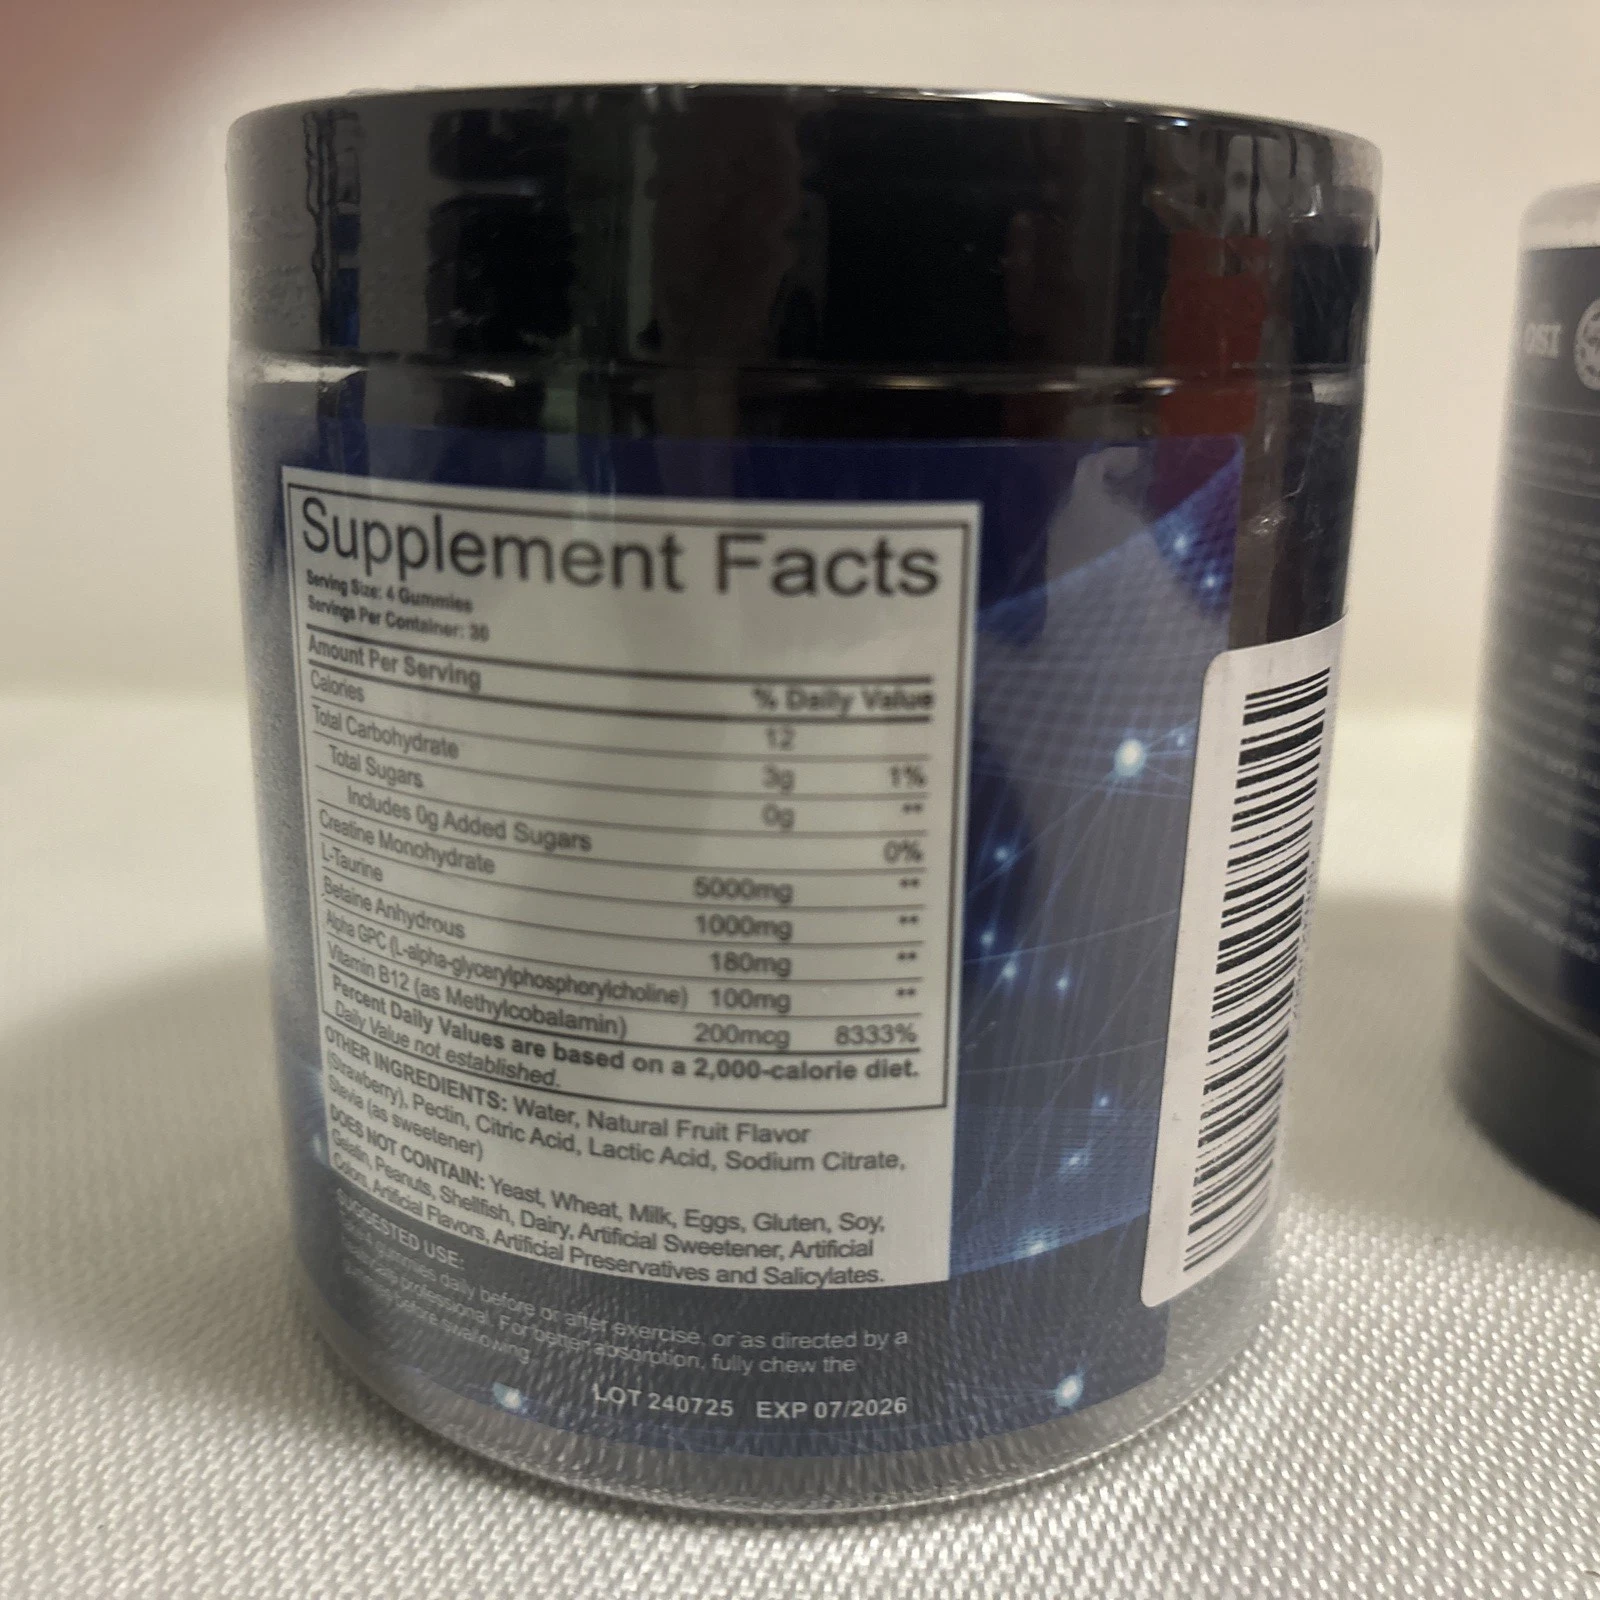 Supplement Facts
Serving Size: 4 Gummies
Servings Per Container: 30
Amount Per Serving % Daily Value
Calories 12
Total Carbohydrate 3g 1%
Total Sugars 0g **
Includes 0g Added Sugars 0%
Creatine Monohydrate 5000mg **
L-Taurine 1000mg **
Betaine Anhydrous 180mg **
Alpha GPC (L-alpha-glycerylphosphorylcholine) 100mg **
Vitamin B12 (as Methylcobalamin) 200mcg 8333%
Percent Daily Values are based on a 2,000-calorie diet.
Daily Value not established.
OTHER INGREDIENTS: Water, Natural Fruit Flavor
(Strawberry), Pectin, Citric Acid, Lactic Acid, Sodium Citrate,
Stevia (as sweetener)
DOES NOT CONTAIN: Yeast, Wheat, Milk, Eggs, Gluten, Soy,
Gelatin, Peanuts, Shellfish, Dairy, Artificial Sweetener, Artificial
Colors, Artificial Flavors, Artificial Preservatives and Salicylates.
SUGGESTED USE:
4 gummies daily before or after exercise, or as directed by a
healthcare professional. For better absorption, fully chew the
before swallowing.
LOT 240725 EXP 07/2026